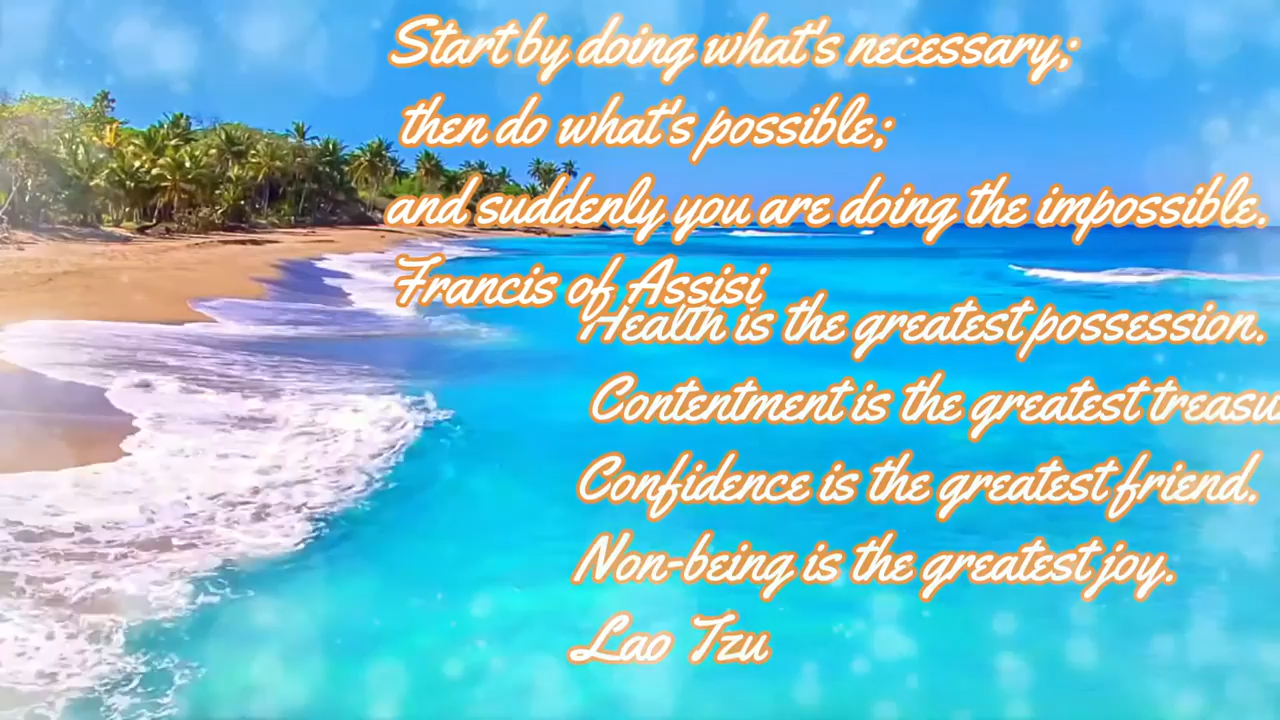 Start by doing what's necessary;
then do what's possible;
and suddenly you are doing the impossible.
Francis of Assisi
Health is the greatest possession.
Contentment is the greatest
Confidence is the greatest friend.
Non-being is the greatest joy.
Lao Tzu